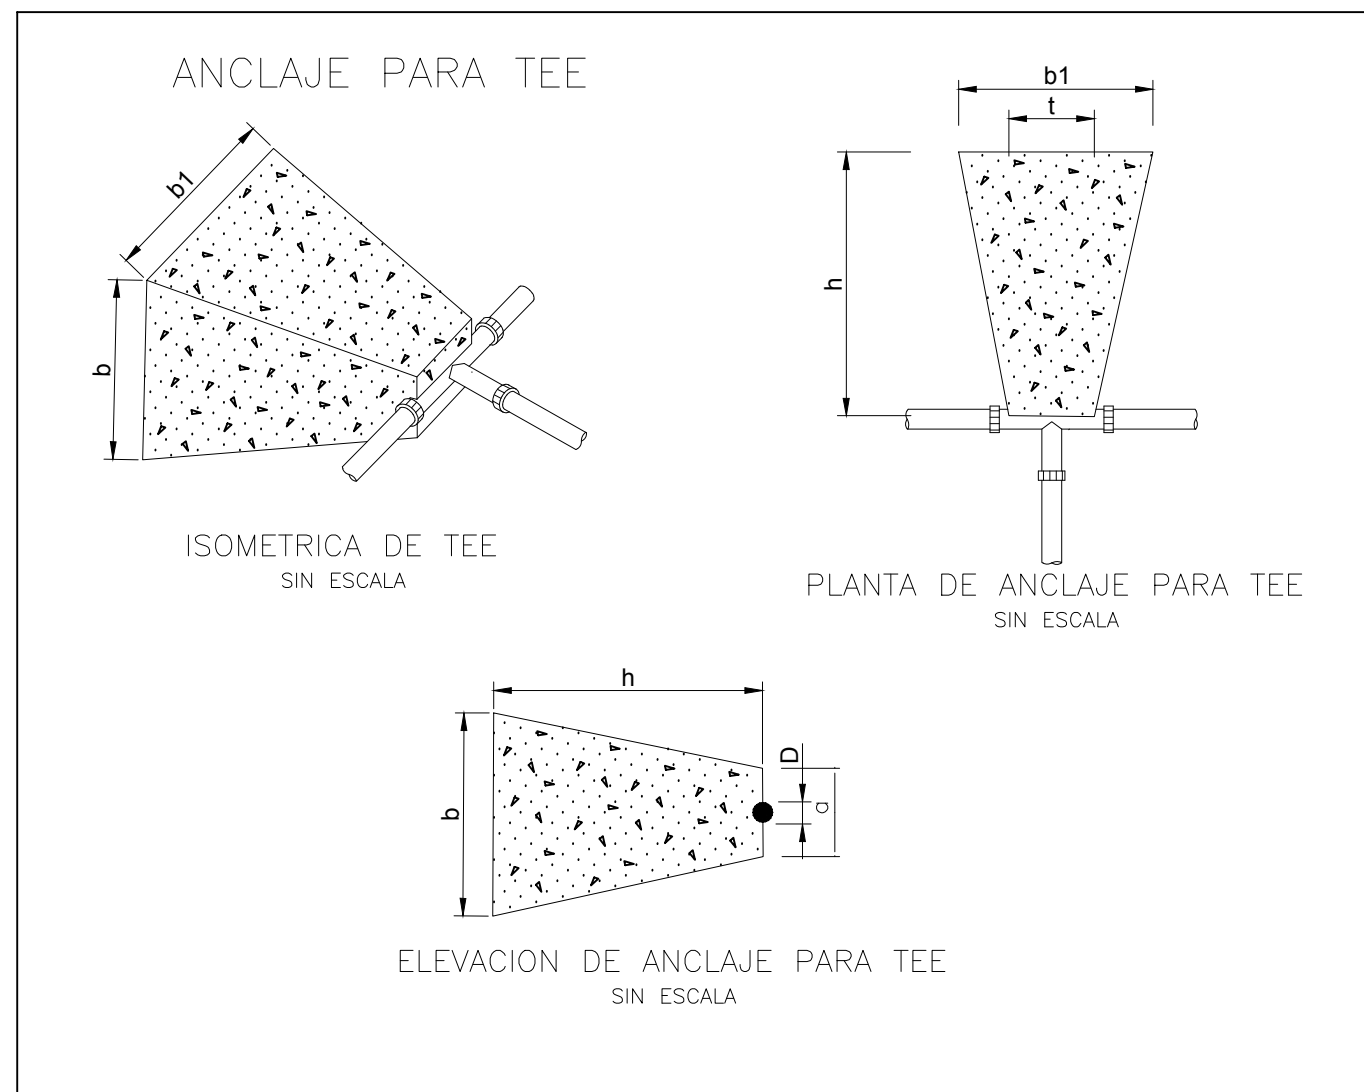 ANCLAJE PARA TEE
b1
b
ISOMETRICA DE TEE
SIN ESCALA
b1
t
h
PLANTA DE ANCLAJE PARA TEE
SIN ESCALA
h
b
D
a
ELEVACION DE ANCLAJE PARA TEE
SIN ESCALA